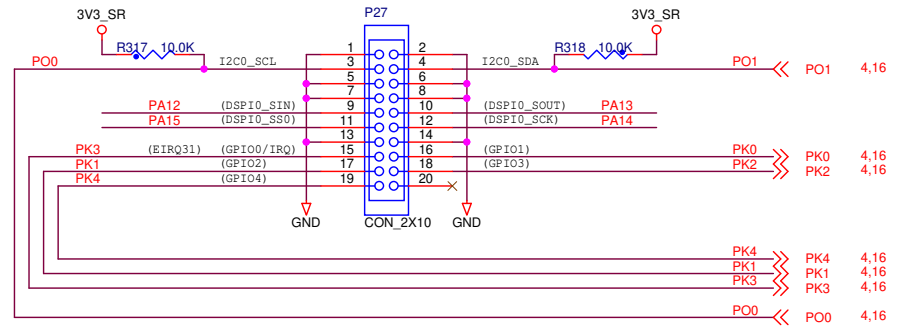 3V3_SR P27 3V3_SR
R317 10.0K R318 10.0K
1 2
PO0 I2C0_SCL 3 4 I2C0_SDA PO1 PO1 4,16
5 6
7 8
PA12 (DSPI0_SIN) 9 10 (DSPI0_SOUT) PA13
PA15 (DSPI0_SS0) 11 12 (DSPI0_SCK) PA14
13 14
PK3 (EIRQ31) (GPIO0/IRQ) 15 16 (GPIO1) PK0 PK0 4,16
PK1 (GPIO2) 17 18 (GPIO3) PK2 PK2 4,16
PK4 (GPIO4) 19 20
GND CON_2X10 GND
PK4 PK4 4,16
PK1 PK1 4,16
PK3 PK3 4,16
PO0 PO0 4,16